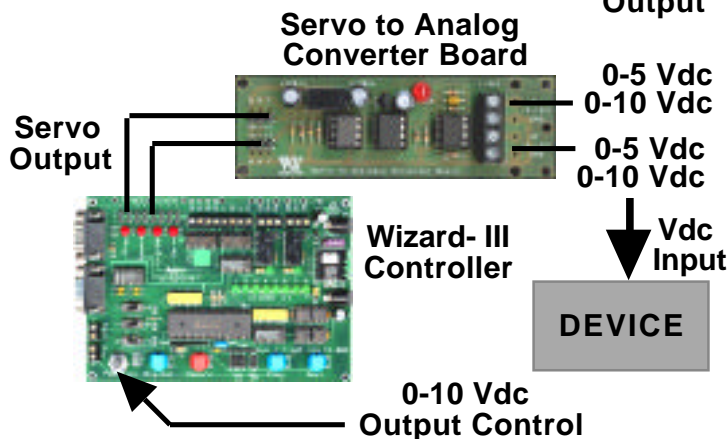 Output
Servo to Analog
Converter Board
0-5 Vdc
0-10 Vdc
0-5 Vdc
0-10 Vdc
Servo
Output
Vdc
Input
Wizard- III
Controller
DEVICE
0-10 Vdc
Output Control